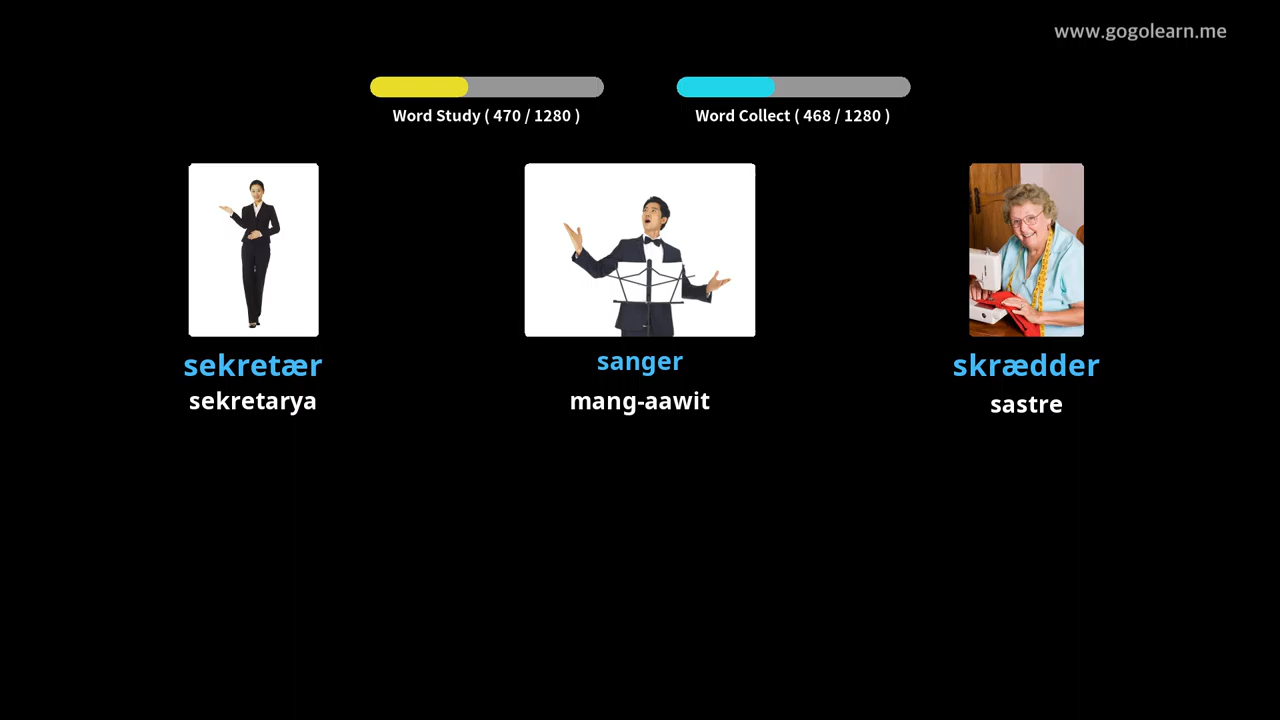 www.gogolearn.me
Word Study ( 470 / 1280 )
Word Collect ( 468 / 1280 )
sekretær
sekretarya
sanger
mang-aawit
skrædder
sastre